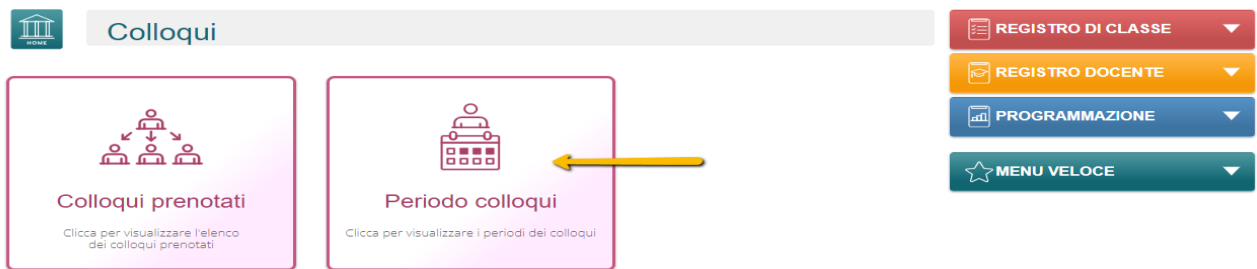 HOME
Colloqui
REGISTRO DI CLASSE
REGISTRO DOCENTE
PROGRAMMAZIONE
MENU VELOCE
Colloqui prenotati
Clicca per visualizzare l'elenco
dei colloqui prenotati
Periodo colloqui
Clicca per visualizzare i periodi dei colloqui